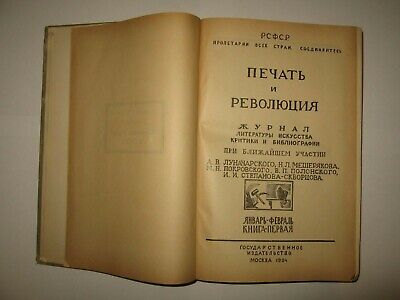 Р.С.Ф.С.Р.
ПРОЛЕТАРИИ ВСЕХ СТРАН, СОЕДИНЯЙТЕСЬ
ПЕЧАТЬ
И
РЕВОЛЮЦИЯ
ЖУРНАЛ
ЛИТЕРАТУРЫ ИСКУССТВА
КРИТИКИ И БИБЛИОГРАФИИ
ПРИ БЛИЖАЙШЕМ УЧАСТИИ
А. В. ЛУНАЧАРСКОГО, Н. Л. МЕЩЕРЯКОВА,
М. Н. ПОКРОВСКОГО, В. П. ПОЛОНСКОГО,
И. И. СТЕПАНОВА-СКВОРЦОВА.
ЯНВАРЬ-ФЕВРАЛЬ
КНИГА-ПЕРВАЯ
ГОСУДАРСТВЕННОЕ
ИЗДАТЕЛЬСТВО
МОСКВА 1924